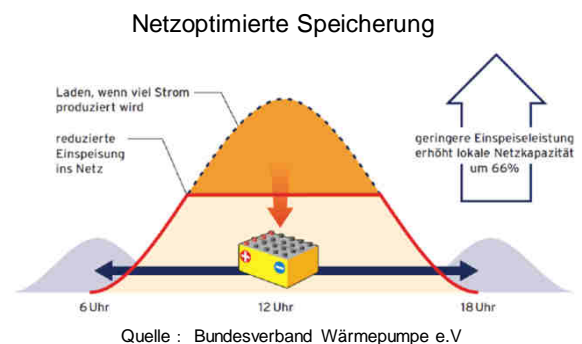 Netzoptimierte Speicherung
Laden, wenn viel Strom
produziert wird
reduzierte
Einspeisung
ins Netz
geringere Einspeiseleistung
erhöht lokale Netzkapazität
um 66%
6 Uhr
12 Uhr
18 Uhr
Quelle : Bundesverband Wärmepumpe e.V